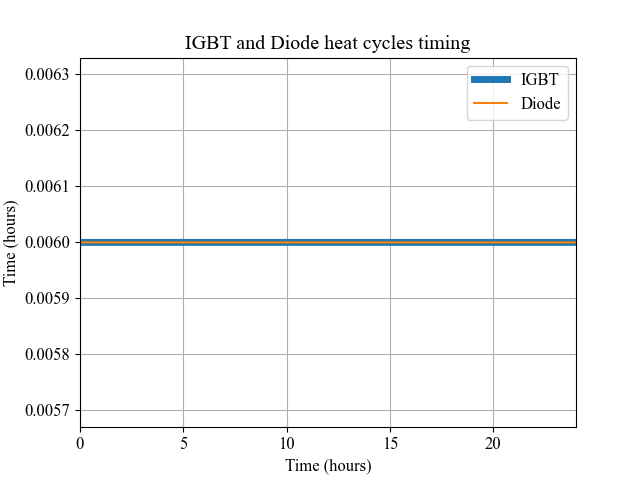 IGBT and Diode heat cycles timing
0.0063
0.0062
0.0061
0.0060
0.0059
0.0058
0.0057
Time (hours)
IGBT
Diode
0 5 10 15 20
Time (hours)